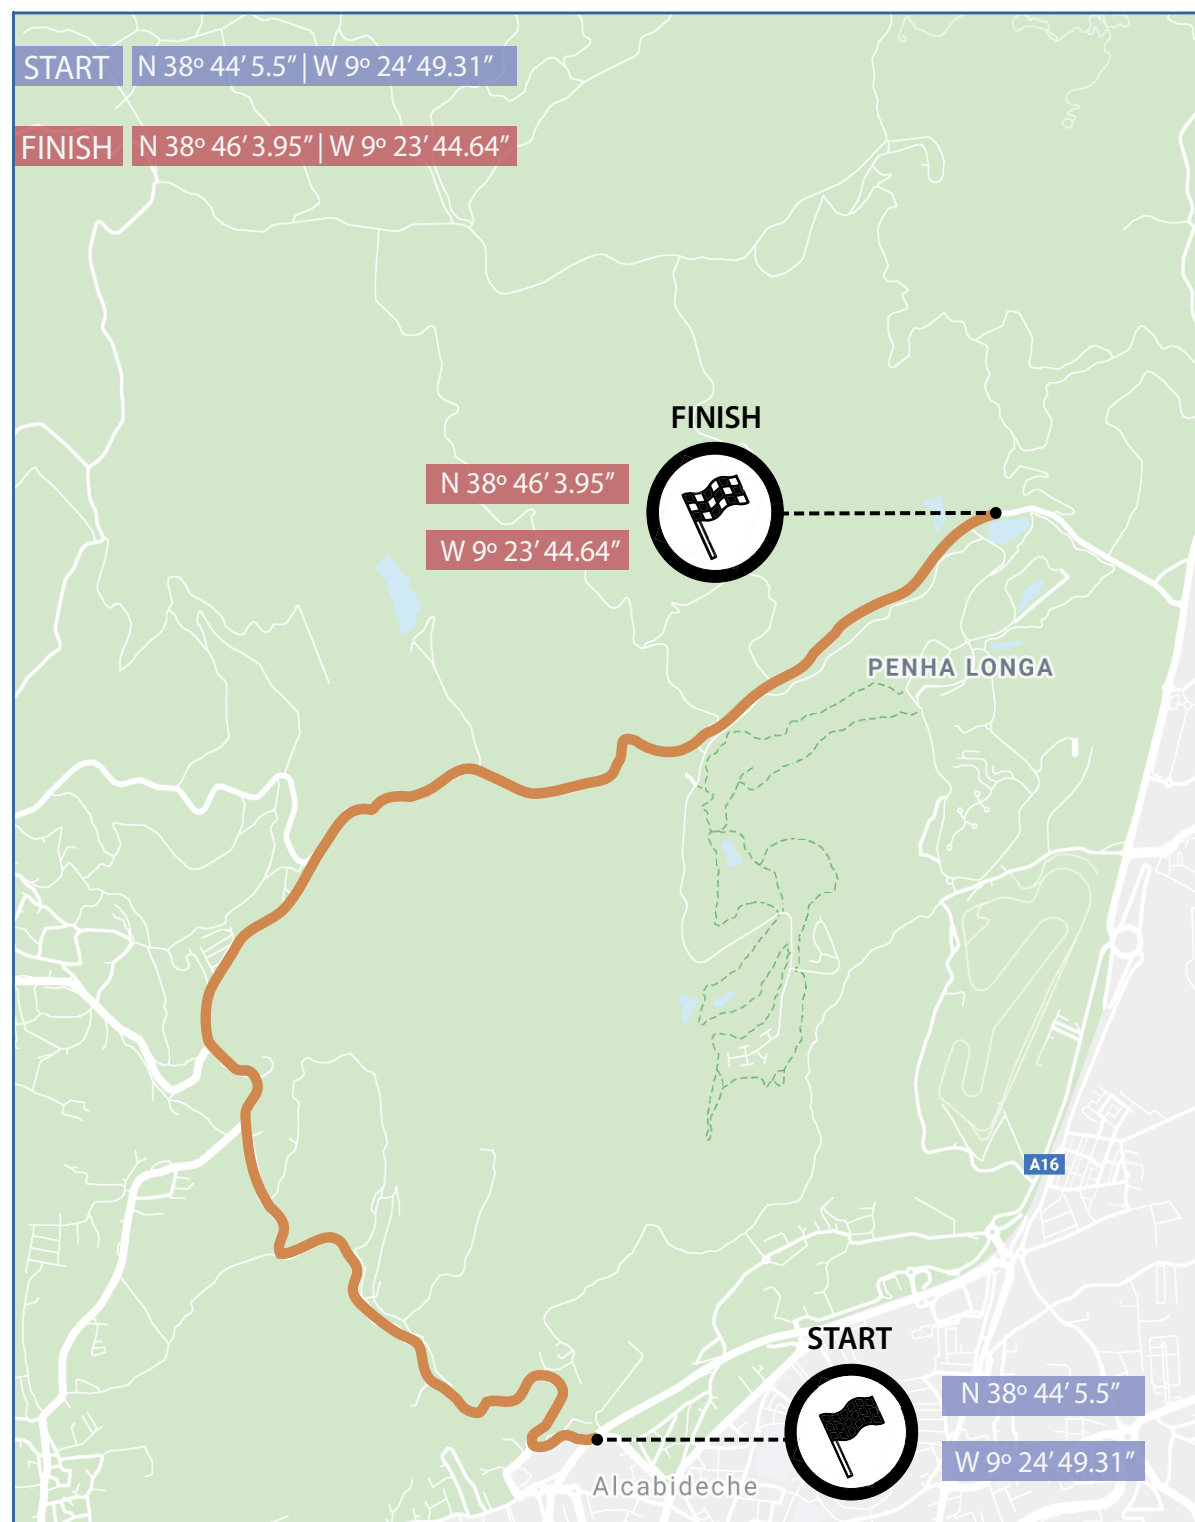 START N 38º 44’ 5.5” | W 9º 24’ 49.31”
FINISH N 38º 46’ 3.95” | W 9º 23’ 44.64”
FINISH
N 38º 46’ 3.95”
W 9º 23’ 44.64”
PENHA LONGA
A16
START
N 38º 44’ 5.5”
W 9º 24’ 49.31”
Alcabideche